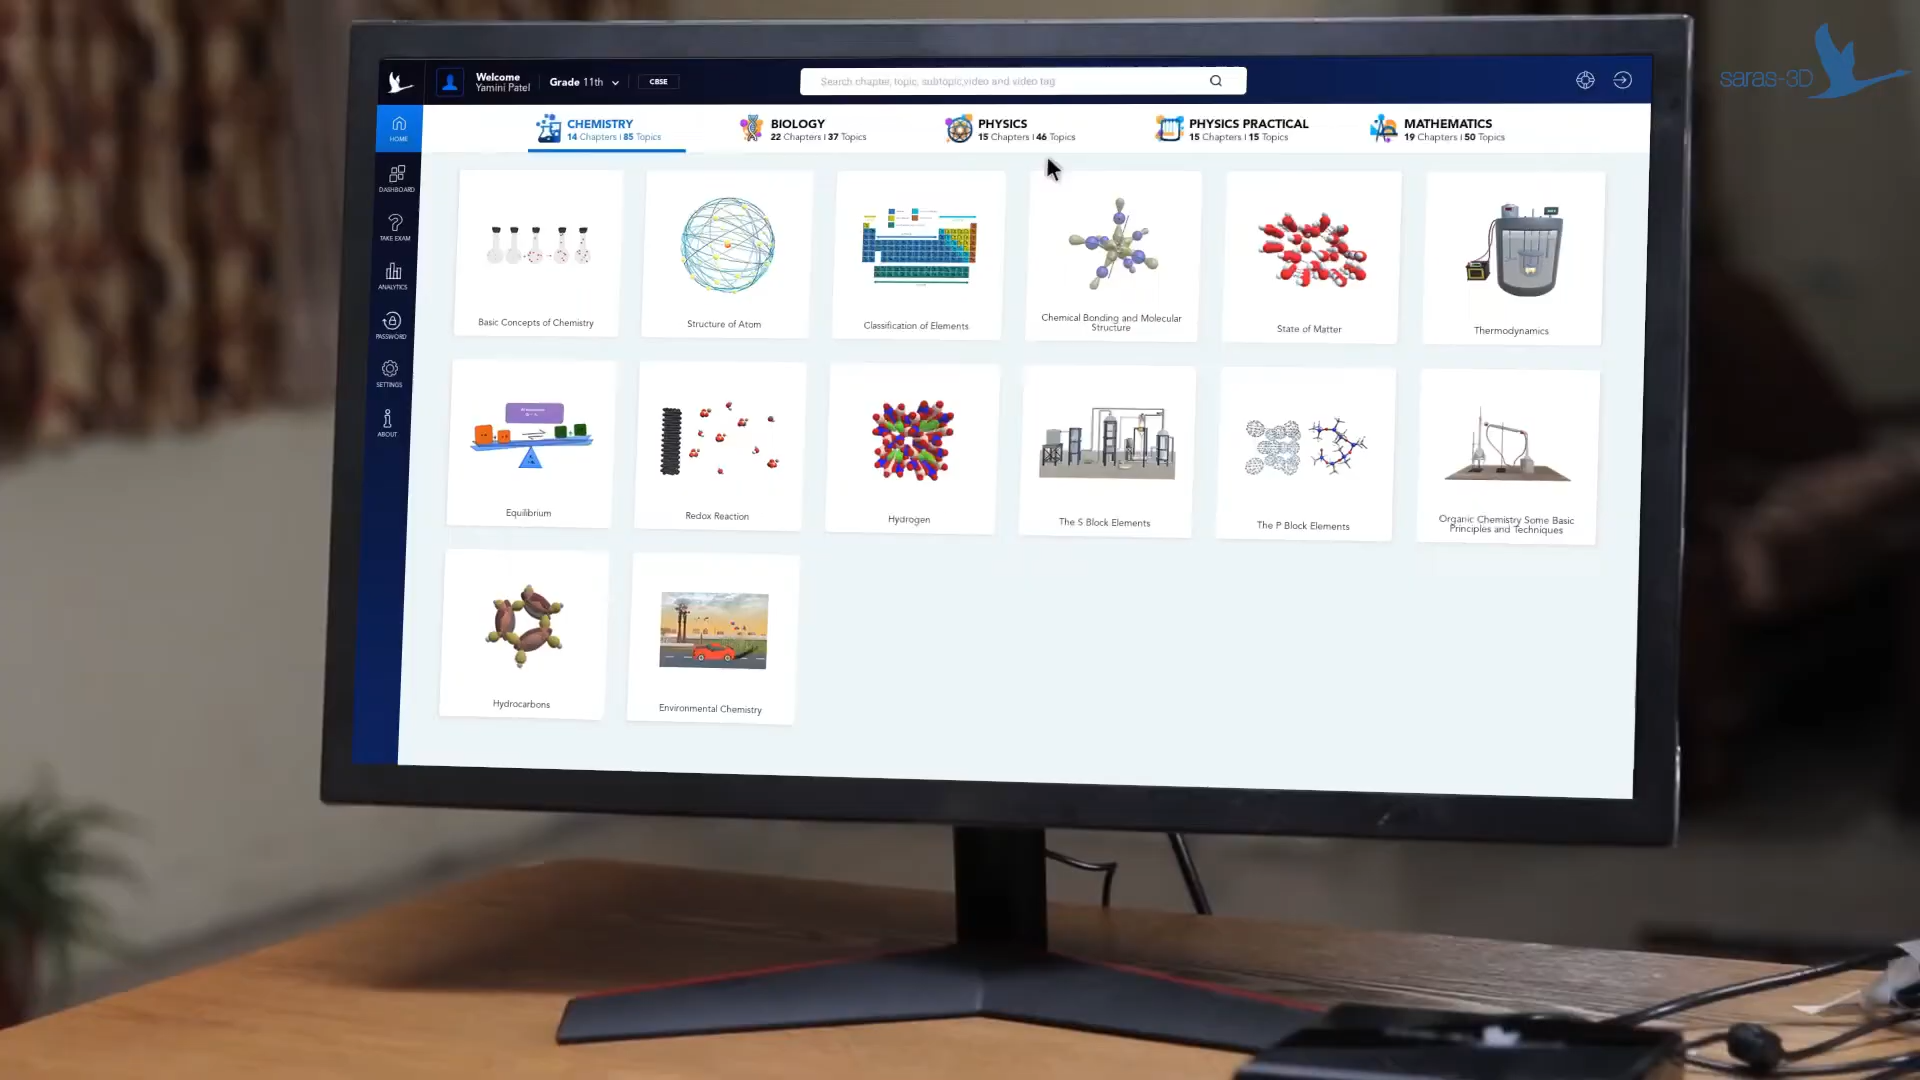 saras-3D
Welcome
Yamini Patel
Grade 11th
CBSE
Search chapter, topic, subtopic,video and video tag
HOME
DASHBOARD
TAKE EXAM
ANALYTICS
PASSWORD
SETTINGS
ABOUT
CHEMISTRY
14 Chapters | 85 Topics
BIOLOGY
22 Chapters | 37 Topics
PHYSICS
15 Chapters | 46 Topics
PHYSICS PRACTICAL
15 Chapters | 15 Topics
MATHEMATICS
19 Chapters | 50 Topics
Basic Concepts of Chemistry
Structure of Atom
Classification of Elements
Chemical Bonding and Molecular
Structure
State of Matter
Thermodynamics
Equilibrium
Redox Reaction
Hydrogen
The S Block Elements
The P Block Elements
Organic Chemistry Some Basic
Principles and Techniques
Hydrocarbons
Environmental Chemistry